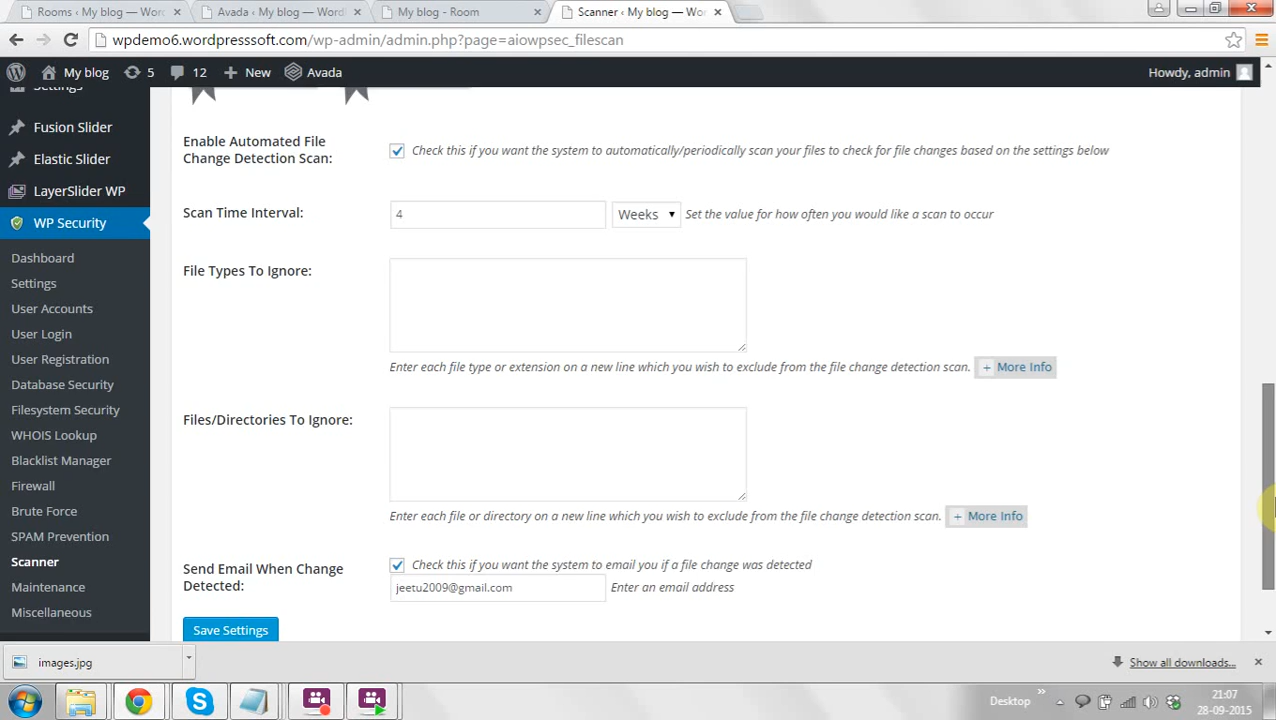 Rooms ‹ My blog — Word
Avada ‹ My blog — Word
My blog - Room
Scanner ‹ My blog — Wor
wpdemo6.wordpresssoft.com/wp-admin/admin.php?page=aiowpsec_filescan
My blog
5
12
New
Avada
Howdy, admin
Settings
Fusion Slider
Elastic Slider
LayerSlider WP
WP Security
Dashboard
Settings
User Accounts
User Login
User Registration
Database Security
Filesystem Security
WHOIS Lookup
Blacklist Manager
Firewall
Brute Force
SPAM Prevention
Scanner
Maintenance
Miscellaneous
Enable Automated File
Change Detection Scan:
Check this if you want the system to automatically/periodically scan your files to check for file changes based on the settings below
Scan Time Interval:
4
Weeks
Set the value for how often you would like a scan to occur
File Types To Ignore:
Enter each file type or extension on a new line which you wish to exclude from the file change detection scan.
+ More Info
Files/Directories To Ignore:
Enter each file or directory on a new line which you wish to exclude from the file change detection scan.
+ More Info
Send Email When Change
Detected:
Check this if you want the system to email you if a file change was detected
jeetu2009@gmail.com
Enter an email address
Save Settings
images.jpg
Show all downloads...
Desktop
21:07
28-09-2015